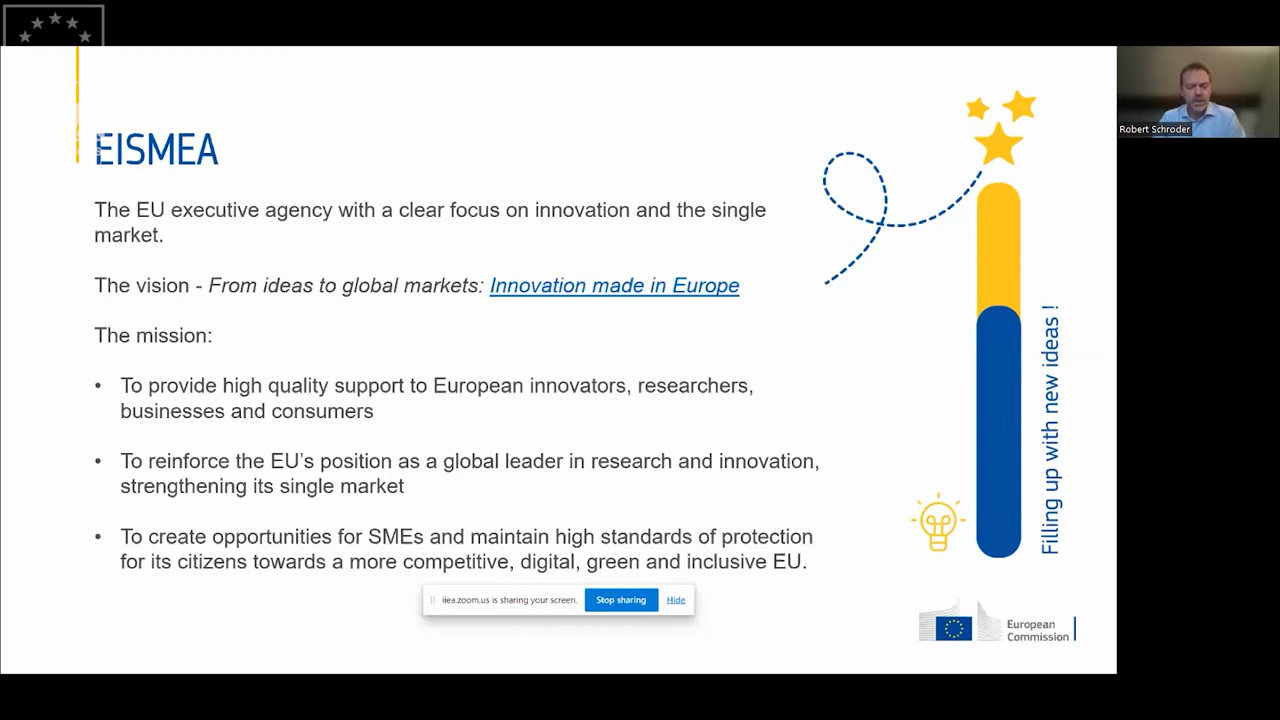 EISMEA
The EU executive agency with a clear focus on innovation and the single
market.
The vision - From ideas to global markets: Innovation made in Europe
The mission:
• To provide high quality support to European innovators, researchers,
businesses and consumers
• To reinforce the EU’s position as a global leader in research and innovation,
strengthening its single market
• To create opportunities for SMEs and maintain high standards of protection
for its citizens towards a more competitive, digital, green and inclusive EU.
Filling up with new ideas !
iiea.zoom.us is sharing your screen.
Stop sharing
Hide
European
Commission
Robert Schroder